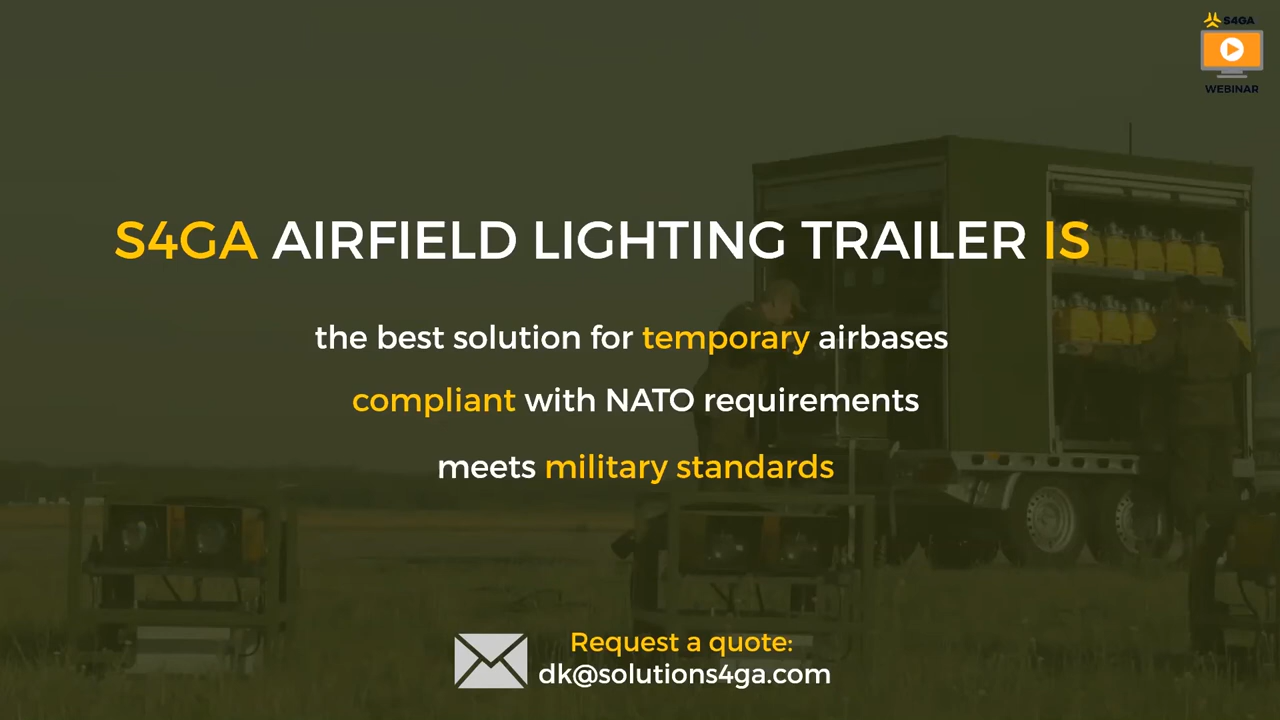 S4GA
WEBINAR
S4GA AIRFIELD LIGHTING TRAILER IS
the best solution for temporary airbases
compliant with NATO requirements
meets military standards
Request a quote:
dk@solutions4ga.com